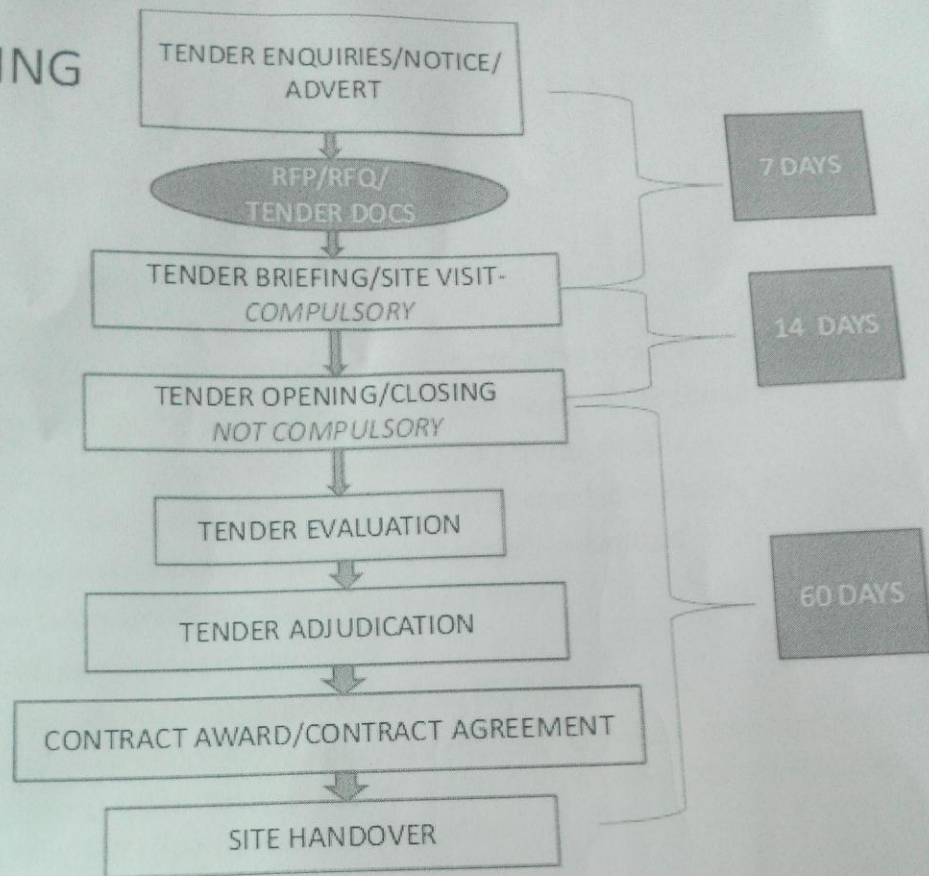 TENDER ENQUIRIES/NOTICE/
ADVERT
RFP/RFQ/
TENDER DOCS
TENDER BRIEFING/SITE VISIT-
COMPULSORY
TENDER OPENING/CLOSING
NOT COMPULSORY
TENDER EVALUATION
TENDER ADJUDICATION
CONTRACT AWARD/CONTRACT AGREEMENT
SITE HANDOVER
7 DAYS
14 DAYS
60 DAYS